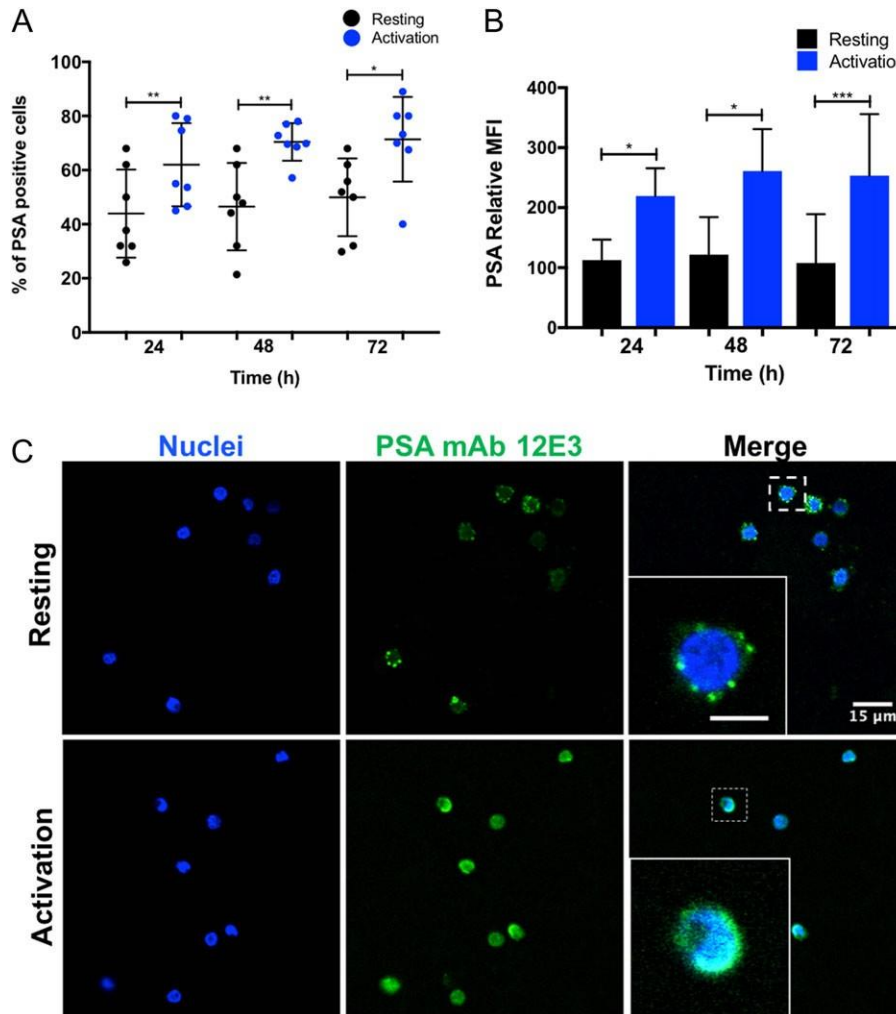 A
Resting
Activation
% of PSA positive cells
100
80
60
40
20
0
**
**
*
24
48
72
Time (h)
B
Resting
Activatio
PSA Relative MFI
400
300
200
100
0
*
*
***
24
48
72
Time (h)
C
Nuclei
PSA mAb 12E3
Merge
Resting
15 µm
Activation